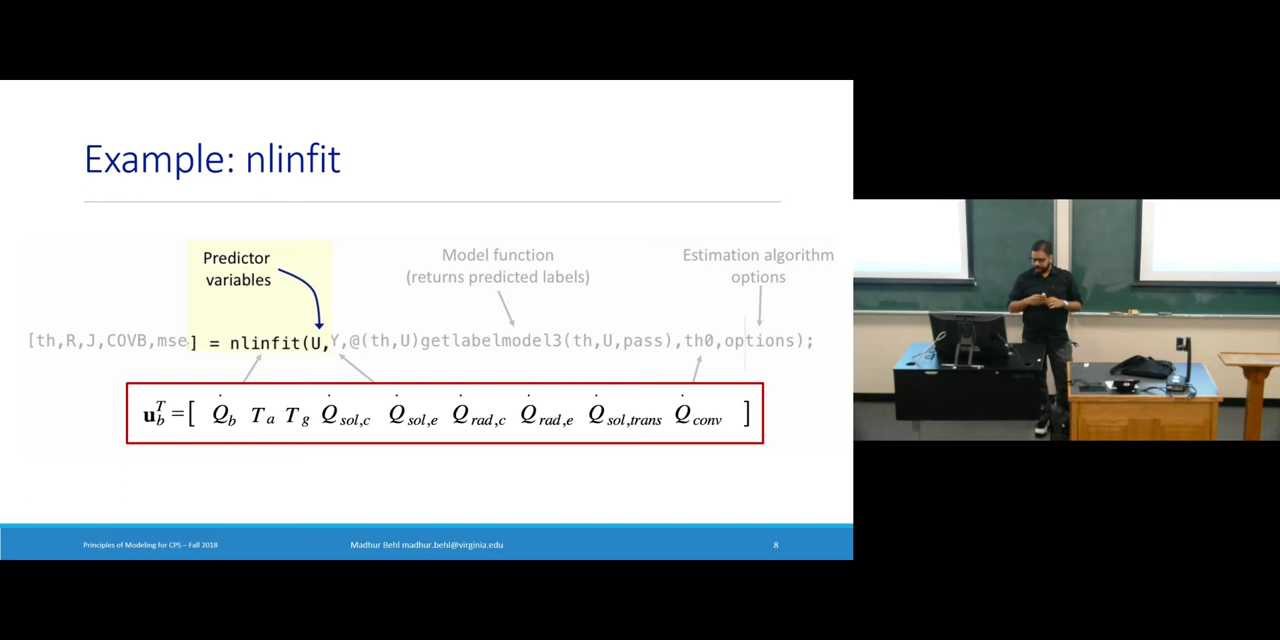 Example: nlinfit
Predictor
variables
Model function
(returns predicted labels)
Estimation algorithm
options
[th,R,J,COVB,mse] = nlinfit(U,Y,@(th,U)getlabelmodel3(th,U,pass),th0,options);
u_b^T = [ Q̇_b T_a T_g Q̇_sol,c Q̇_sol,e Q̇_rad,c Q̇_rad,e Q̇_sol,trans Q̇_conv ]
Principles of Modeling for CPS – Fall 2018
Madhur Behl madhur.behl@virginia.edu
8